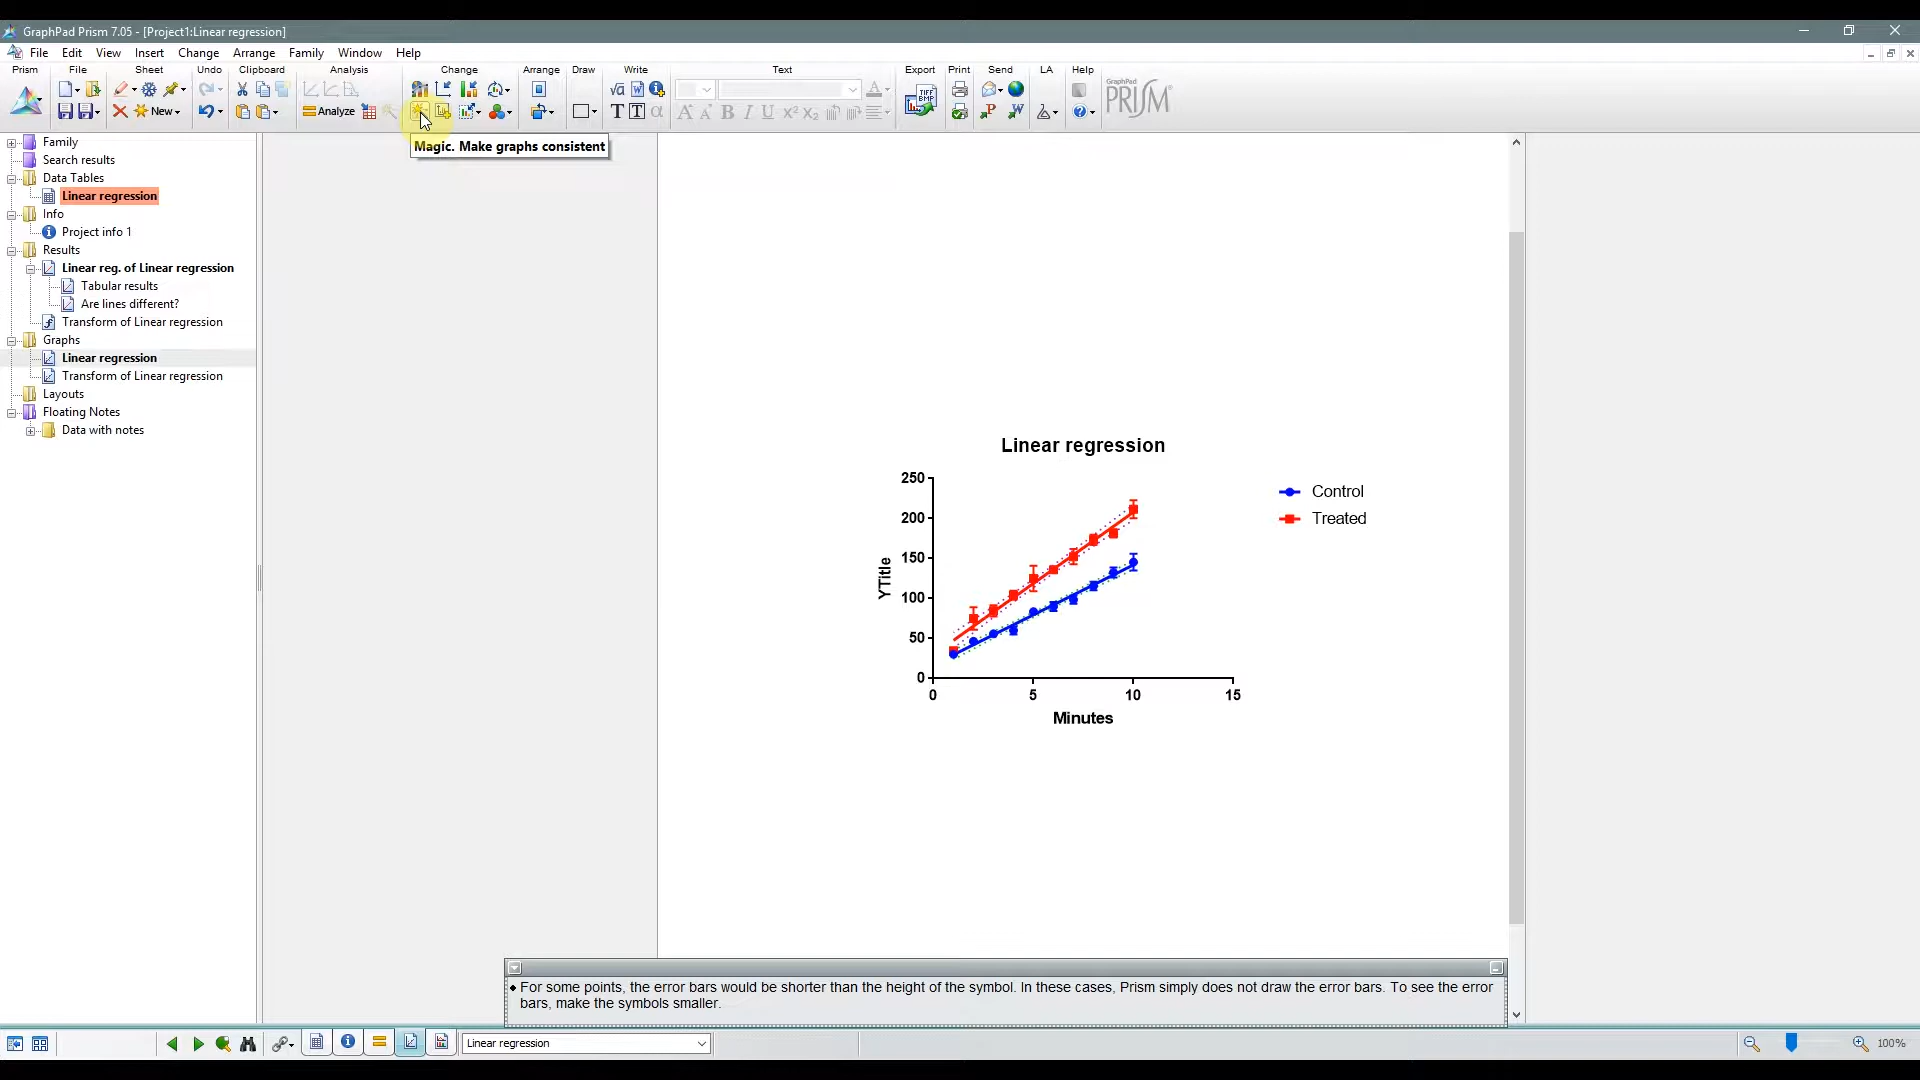 GraphPad Prism 7.05 - [Project1:Linear regression]
File Edit View Insert Change Arrange Family Window Help
Prism File Sheet Undo Clipboard Analysis Change Arrange Draw Write Text Export Print Send LA Help
TIFF
BMP
GraphPad
PRISM
New
Analyze
Magic. Make graphs consistent
Family
Search results
Data Tables
Linear regression
Info
Project info 1
Results
Linear reg. of Linear regression
Tabular results
Are lines different?
Transform of Linear regression
Graphs
Linear regression
Transform of Linear regression
Layouts
Floating Notes
Data with notes
Linear regression
250
200
150
100
50
0
YTitle
0 5 10 15
Minutes
Control
Treated
For some points, the error bars would be shorter than the height of the symbol. In these cases, Prism simply does not draw the error bars. To see the error
bars, make the symbols smaller.
Linear regression
100%